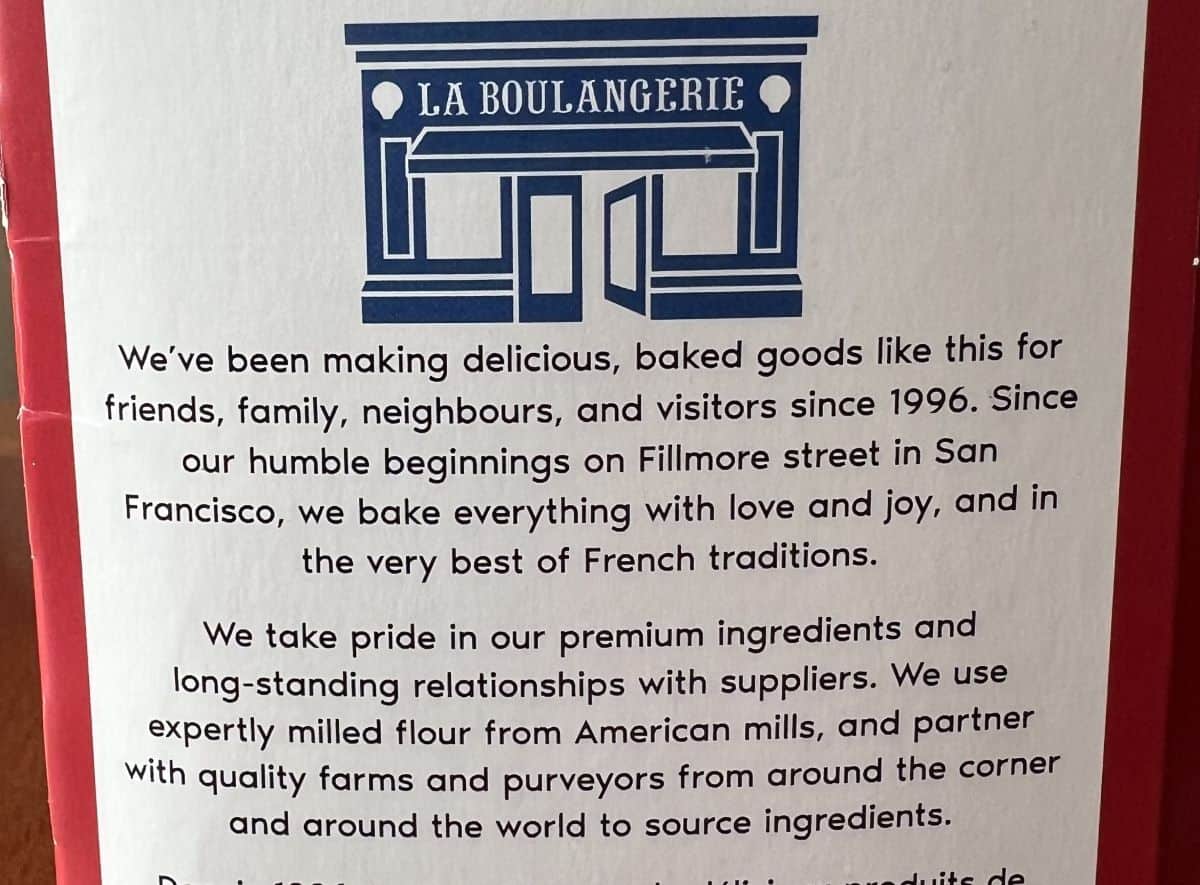 LA BOULANGERIE
We've been making delicious, baked goods like this for
friends, family, neighbours, and visitors since 1996. Since
our humble beginnings on Fillmore street in San
Francisco, we bake everything with love and joy, and in
the very best of French traditions.
We take pride in our premium ingredients and
long-standing relationships with suppliers. We use
expertly milled flour from American mills, and partner
with quality farms and purveyors from around the corner
and around the world to source ingredients.
produits de